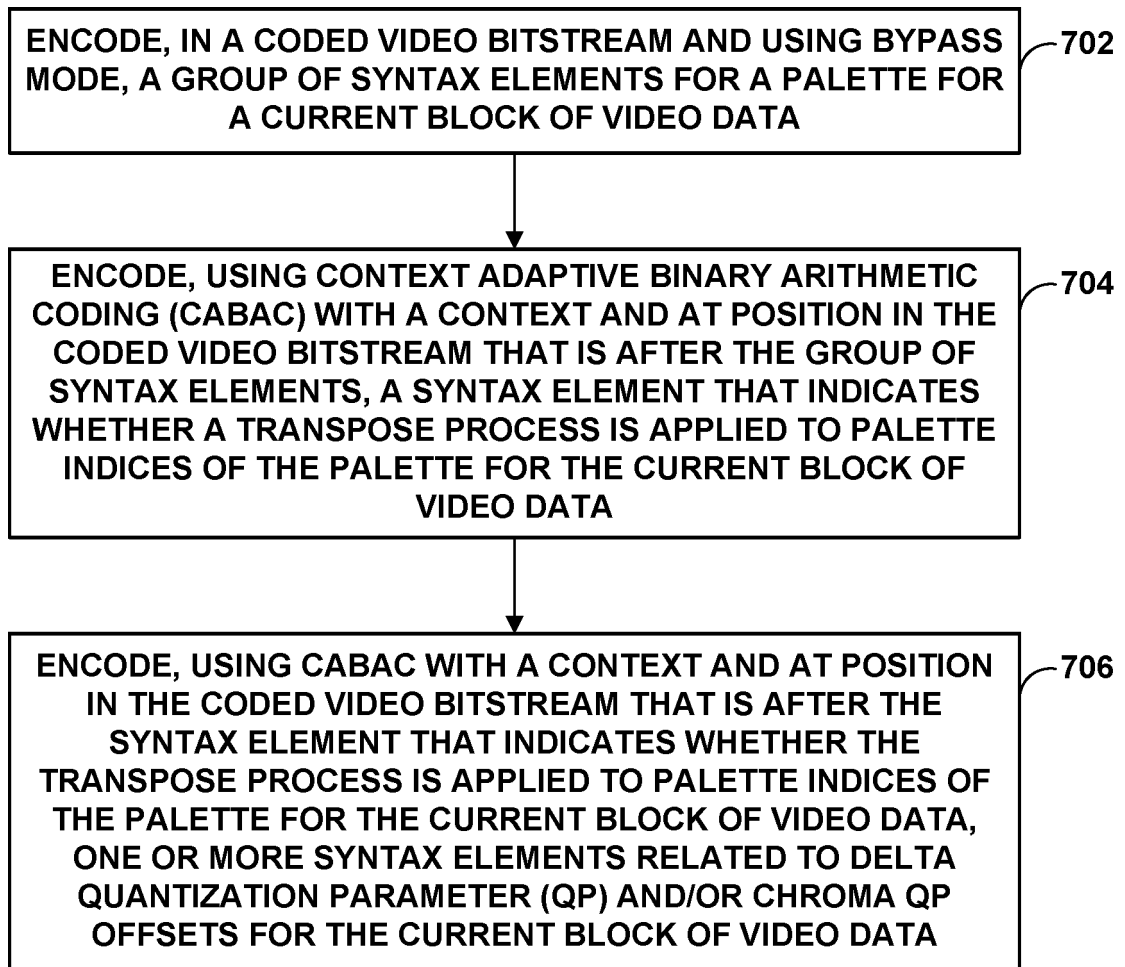 ENCODE, IN A CODED VIDEO BITSTREAM AND USING BYPASS
MODE, A GROUP OF SYNTAX ELEMENTS FOR A PALETTE FOR
A CURRENT BLOCK OF VIDEO DATA
702
ENCODE, USING CONTEXT ADAPTIVE BINARY ARITHMETIC
CODING (CABAC) WITH A CONTEXT AND AT POSITION IN THE
CODED VIDEO BITSTREAM THAT IS AFTER THE GROUP OF
SYNTAX ELEMENTS, A SYNTAX ELEMENT THAT INDICATES
WHETHER A TRANSPOSE PROCESS IS APPLIED TO PALETTE
INDICES OF THE PALETTE FOR THE CURRENT BLOCK OF
VIDEO DATA
704
ENCODE, USING CABAC WITH A CONTEXT AND AT POSITION
IN THE CODED VIDEO BITSTREAM THAT IS AFTER THE
SYNTAX ELEMENT THAT INDICATES WHETHER THE
TRANSPOSE PROCESS IS APPLIED TO PALETTE INDICES OF
THE PALETTE FOR THE CURRENT BLOCK OF VIDEO DATA,
ONE OR MORE SYNTAX ELEMENTS RELATED TO DELTA
QUANTIZATION PARAMETER (QP) AND/OR CHROMA QP
OFFSETS FOR THE CURRENT BLOCK OF VIDEO DATA
706